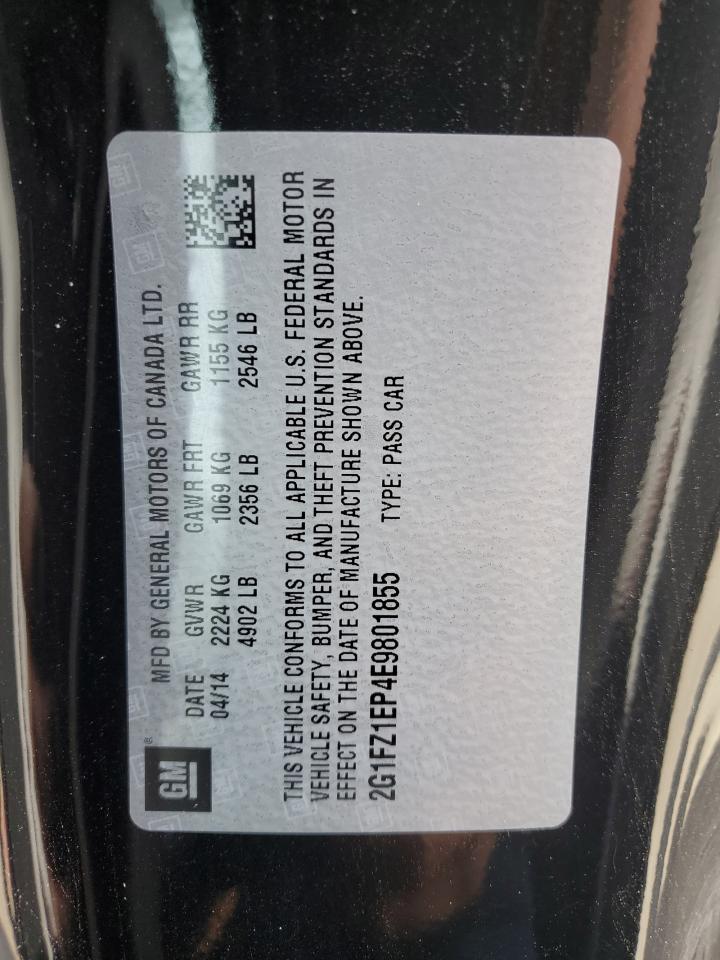 GM®
MFD BY GENERAL MOTORS OF CANADA LTD.
DATE GVWR GAWR FRT GAWR RR
04/14 2224 KG 1069 KG 1155 KG
4902 LB 2356 LB 2546 LB
THIS VEHICLE CONFORMS TO ALL APPLICABLE U.S. FEDERAL MOTOR
VEHICLE SAFETY, BUMPER, AND THEFT PREVENTION STANDARDS IN
EFFECT ON THE DATE OF MANUFACTURE SHOWN ABOVE.
2G1FZ1EP4E9801855 TYPE: PASS CAR